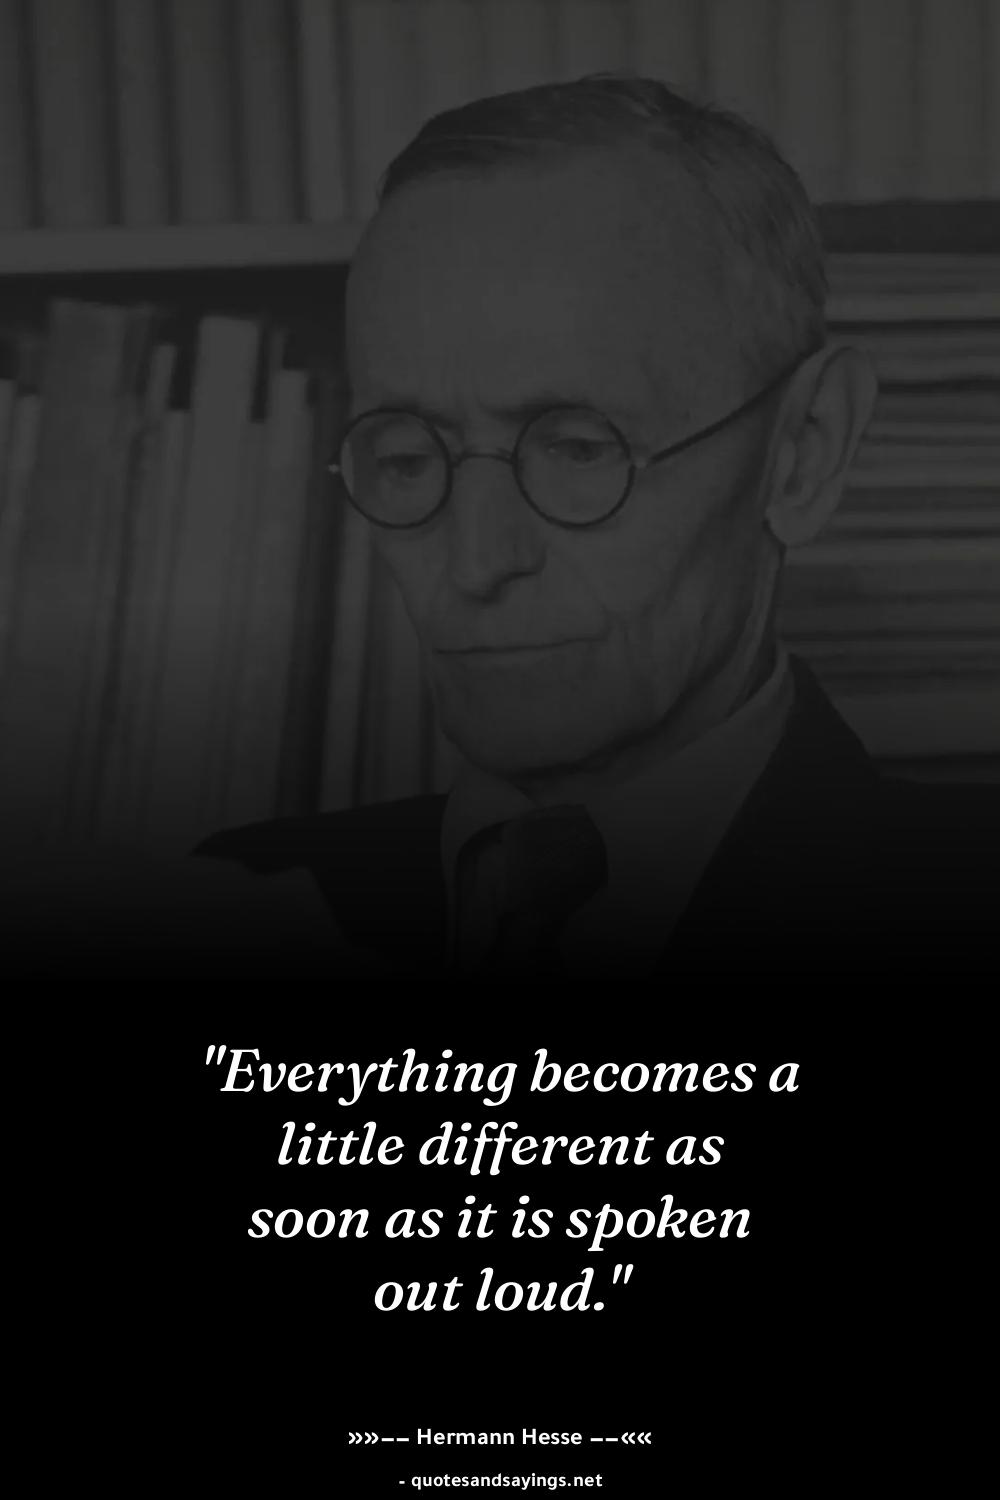 "Everything becomes a
little different as
soon as it is spoken
out loud."
»»−− Hermann Hesse −−««
- quotesandsayings.net